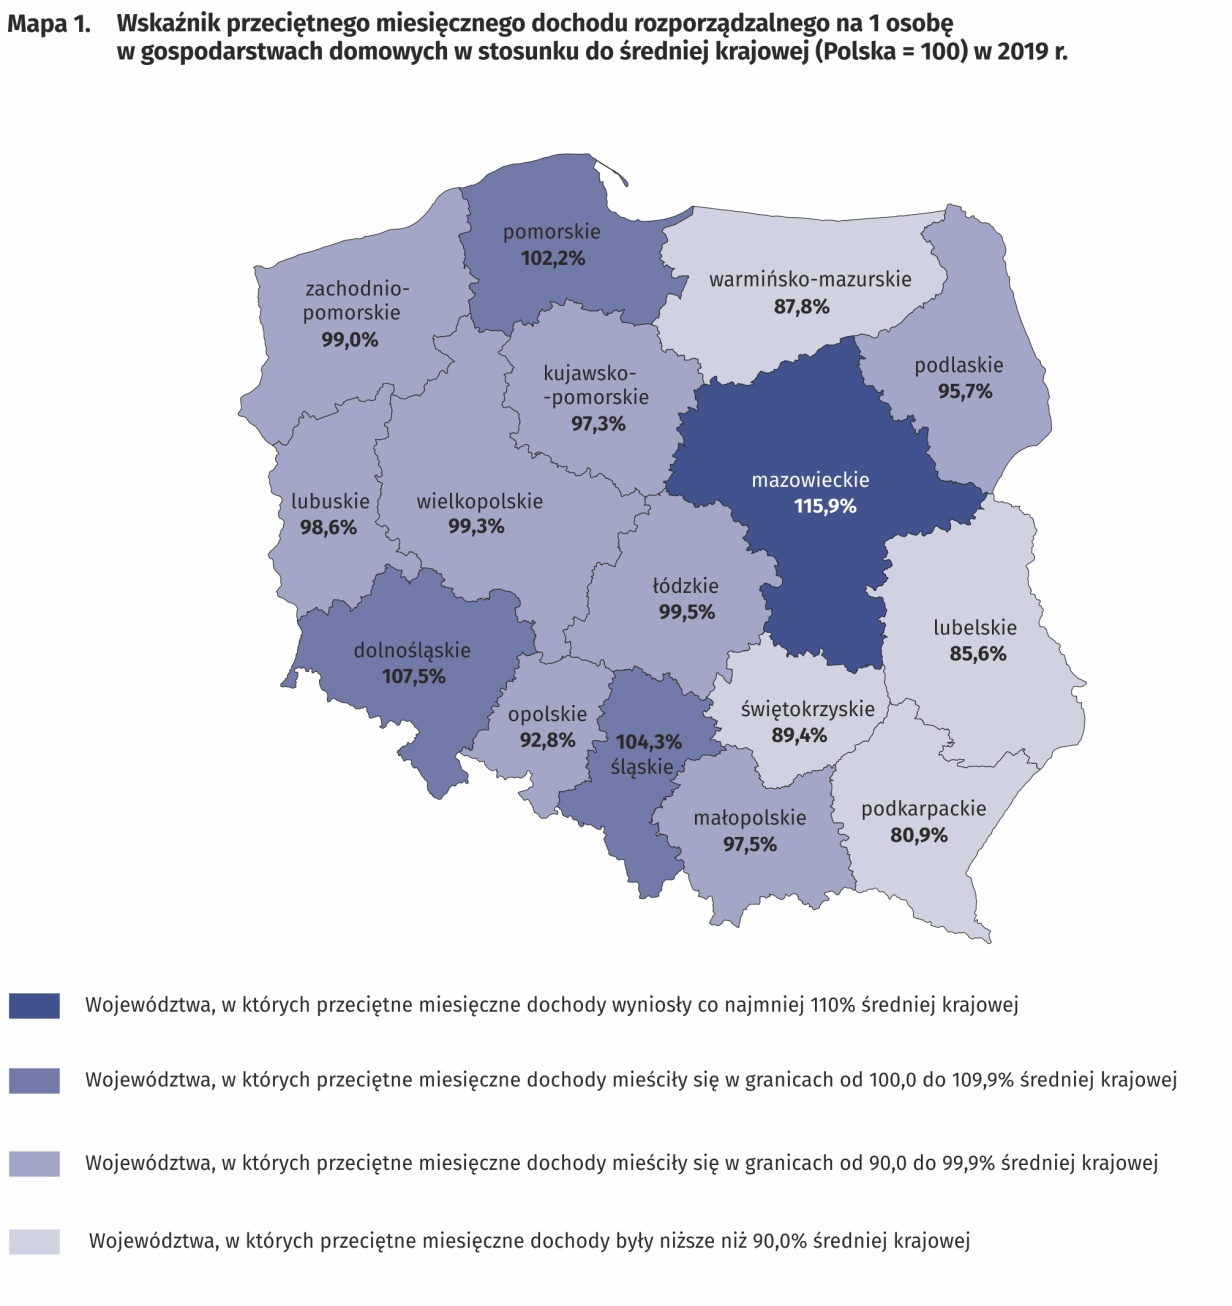 Mapa 1. Wskaźnik przeciętnego miesięcznego dochodu rozporządzalnego na 1 osobę
w gospodarstwach domowych w stosunku do średniej krajowej (Polska = 100) w 2019 r.
pomorskie
102,2%
warmińsko-mazurskie
87,8%
zachodnio-
pomorskie
99,0%
podlaskie
95,7%
kujawsko-
-pomorskie
97,3%
mazowieckie
115,9%
lubuskie
98,6%
wielkopolskie
99,3%
łódzkie
99,5%
lubelskie
85,6%
dolnośląskie
107,5%
opolskie
92,8%
104,3%
śląskie
świętokrzyskie
89,4%
małopolskie
97,5%
podkarpackie
80,9%
Województwa, w których przeciętne miesięczne dochody wyniosły co najmniej 110% średniej krajowej
Województwa, w których przeciętne miesięczne dochody mieściły się w granicach od 100,0 do 109,9% średniej krajowej
Województwa, w których przeciętne miesięczne dochody mieściły się w granicach od 90,0 do 99,9% średniej krajowej
Województwa, w których przeciętne miesięczne dochody były niższe niż 90,0% średniej krajowej